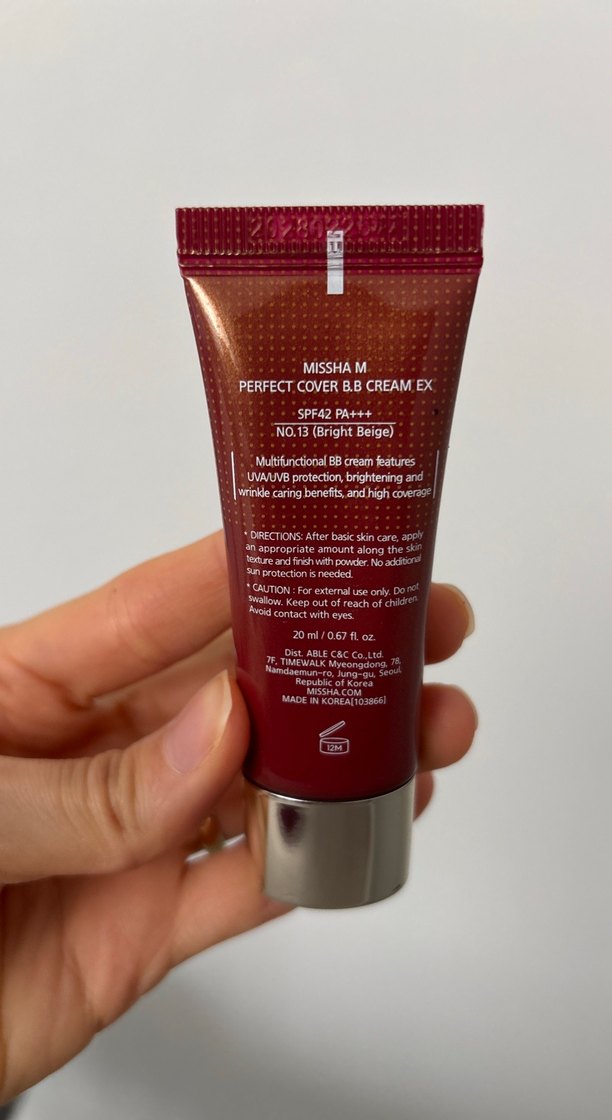 MISSHA M
PERFECT COVER B.B CREAM EX
SPF42 PA+++
NO.13 (Bright Beige)
Multifunctional BB cream features
UVA/UVB protection, brightening and
wrinkle caring benefits, and high coverage
* DIRECTIONS: After basic skin care, apply
an appropriate amount along the skin
texture and finish with powder. No additional
sun protection is needed.
* CAUTION : For external use only. Do not
swallow. Keep out of reach of children.
Avoid contact with eyes.
20 ml / 0.67 fl. oz.
Dist. ABLE C&C Co.,Ltd.
7F, TIMEWALK Myeongdong, 78,
Namdaemun-ro, Jung-gu, Seoul,
Republic of Korea
MISSHA.COM
MADE IN KOREA[103866]
12M